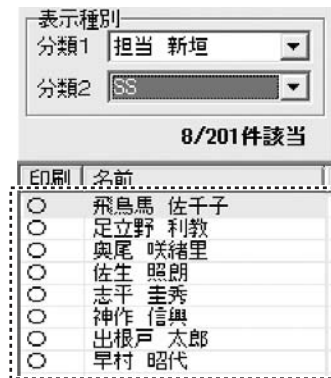 表示種別
分類1 担当 新垣
分類2 SS
8/201件該当
印刷 名前
○ 飛鳥馬 佐千子
○ 足立野 利教
○ 奥尾 咲緒里
○ 佐生 照朗
○ 志平 圭秀
○ 神作 信興
○ 出根戸 太郎
○ 早村 昭代